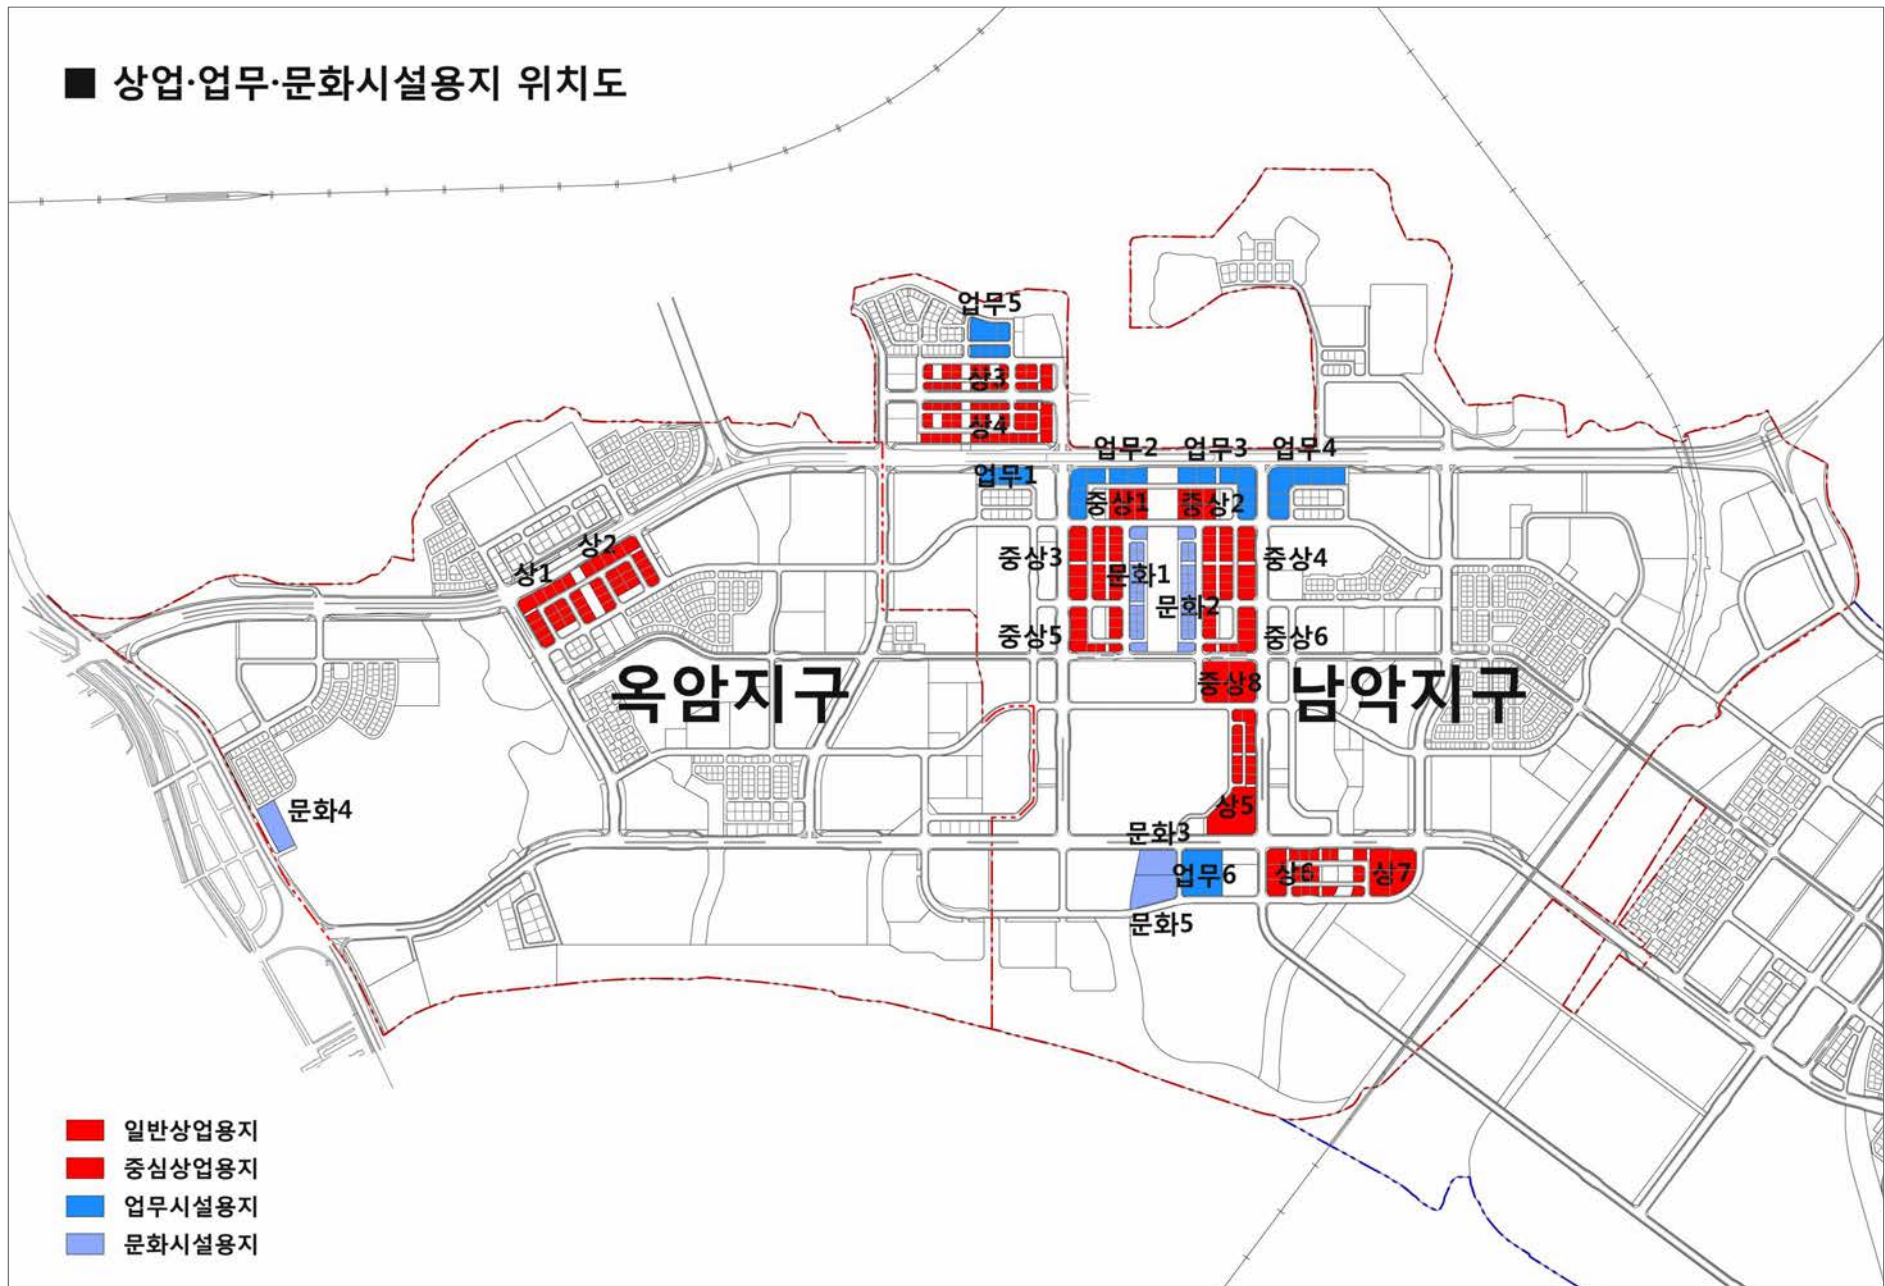 ■ 상업·업무·문화시설용지 위치도
업무5
상3
상4
업무2 업무3 업무4
업무1
중상1 중상2
상2
상1
중상3 중상4
문화1
문화2
중상5 중상6
옥암지구
중상8
남악지구
상5
문화4
문화3
업무6
상6
상7
문화5
일반상업용지
중심상업용지
업무시설용지
문화시설용지